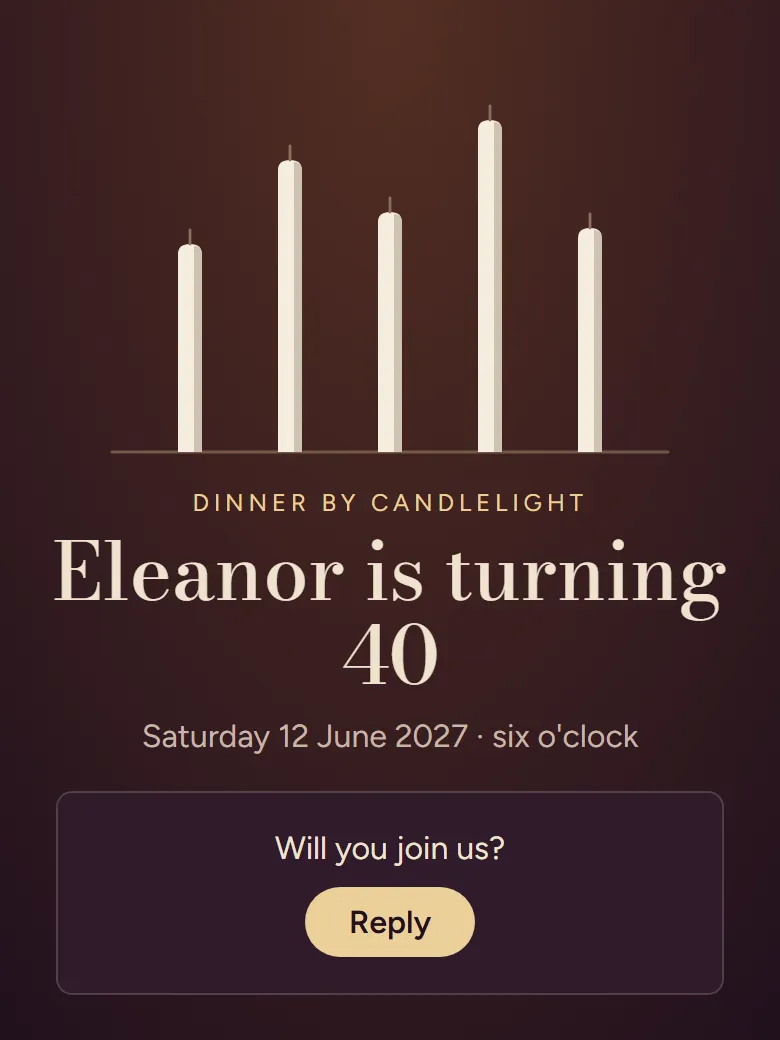 DINNER BY CANDLELIGHT
Eleanor is turning
40
Saturday 12 June 2027 · six o'clock
Will you join us?
Reply